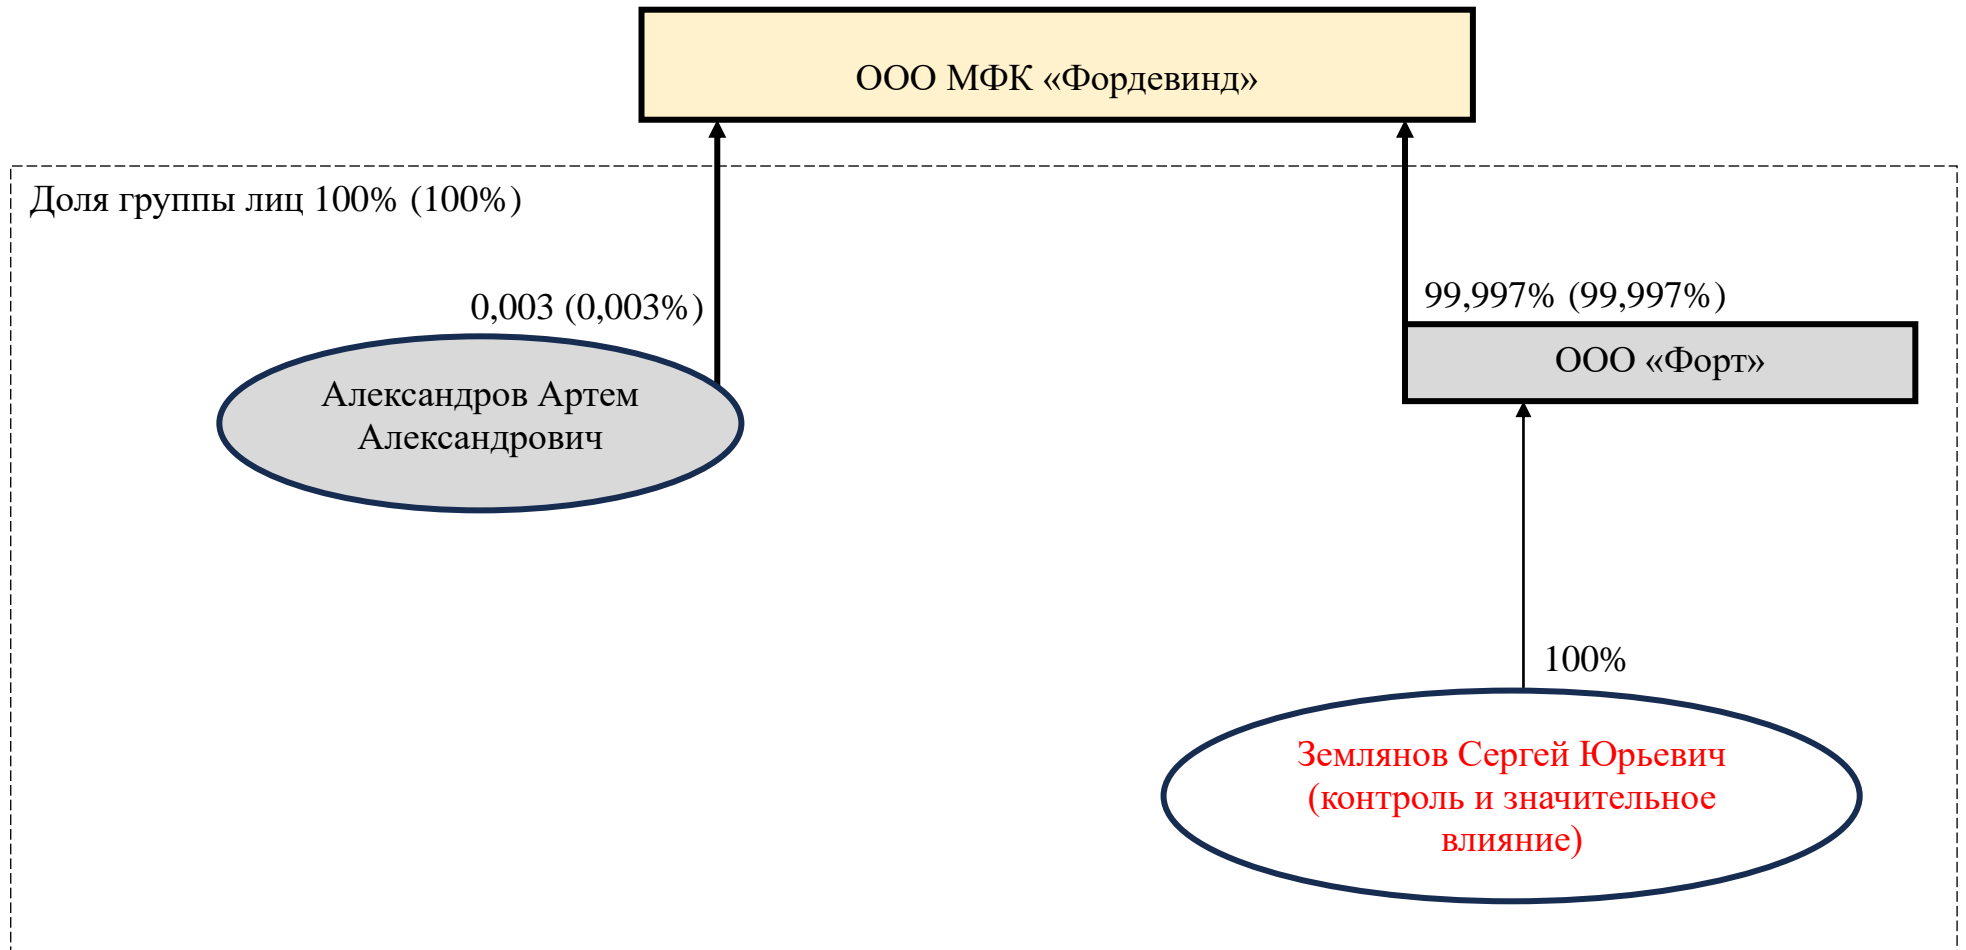 ООО МФК «Фордевинд»
Доля группы лиц 100% (100%)
0,003 (0,003%)
99,997% (99,997%)
ООО «Форт»
Александров Артем
Александрович
100%
Землянов Сергей Юрьевич
(контроль и значительное
влияние)